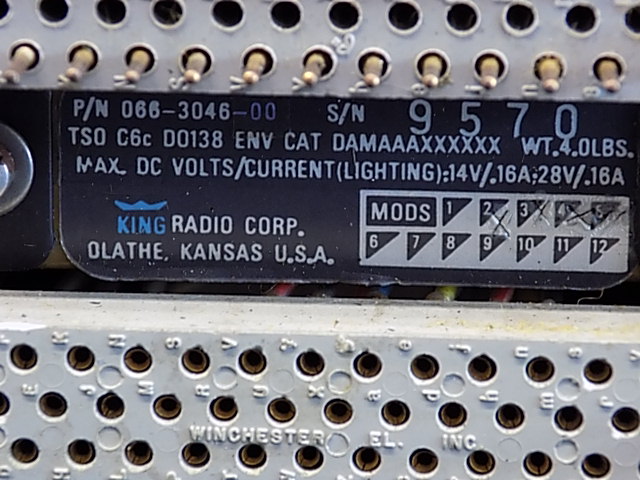 P/N 066-3046-00 S/N 9570
TSO C6c DO138 ENV CAT DAMAAAXXXXXX WT.4.0LBS.
MAX. DC VOLTS/CURRENT(LIGHTING):14V/.16A;28V/.16A
KING RADIO CORP.
OLATHE, KANSAS U.S.A.
MODS 1 2 3 4 5
6 7 8 9 10 11 12
WINCHESTER EL. INC.